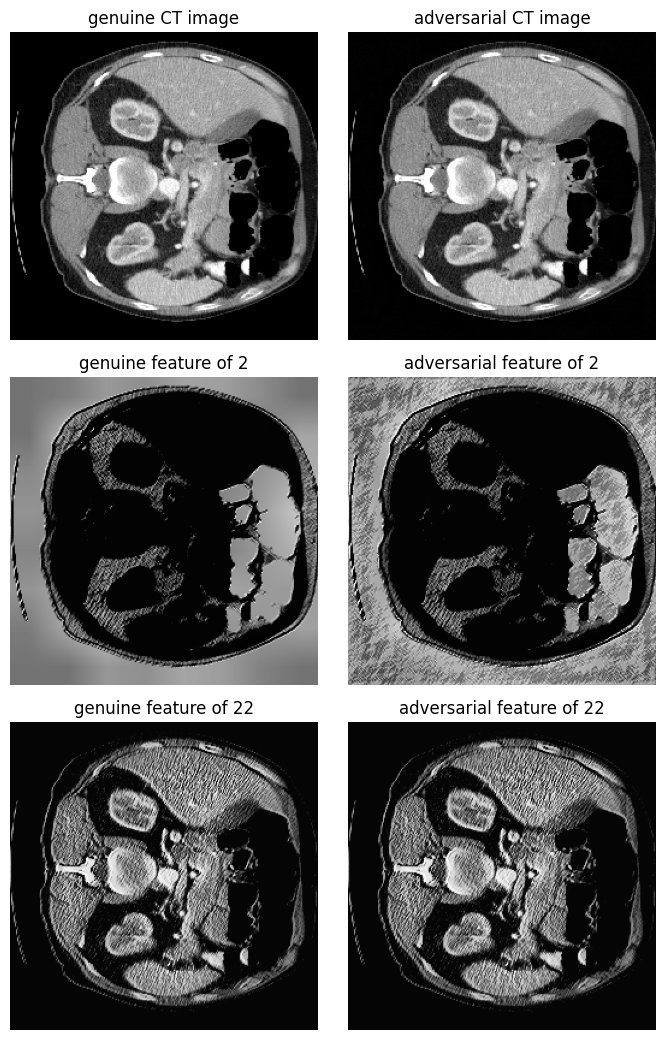 genuine CT image
adversarial CT image
genuine feature of 2
adversarial feature of 2
genuine feature of 22
adversarial feature of 22